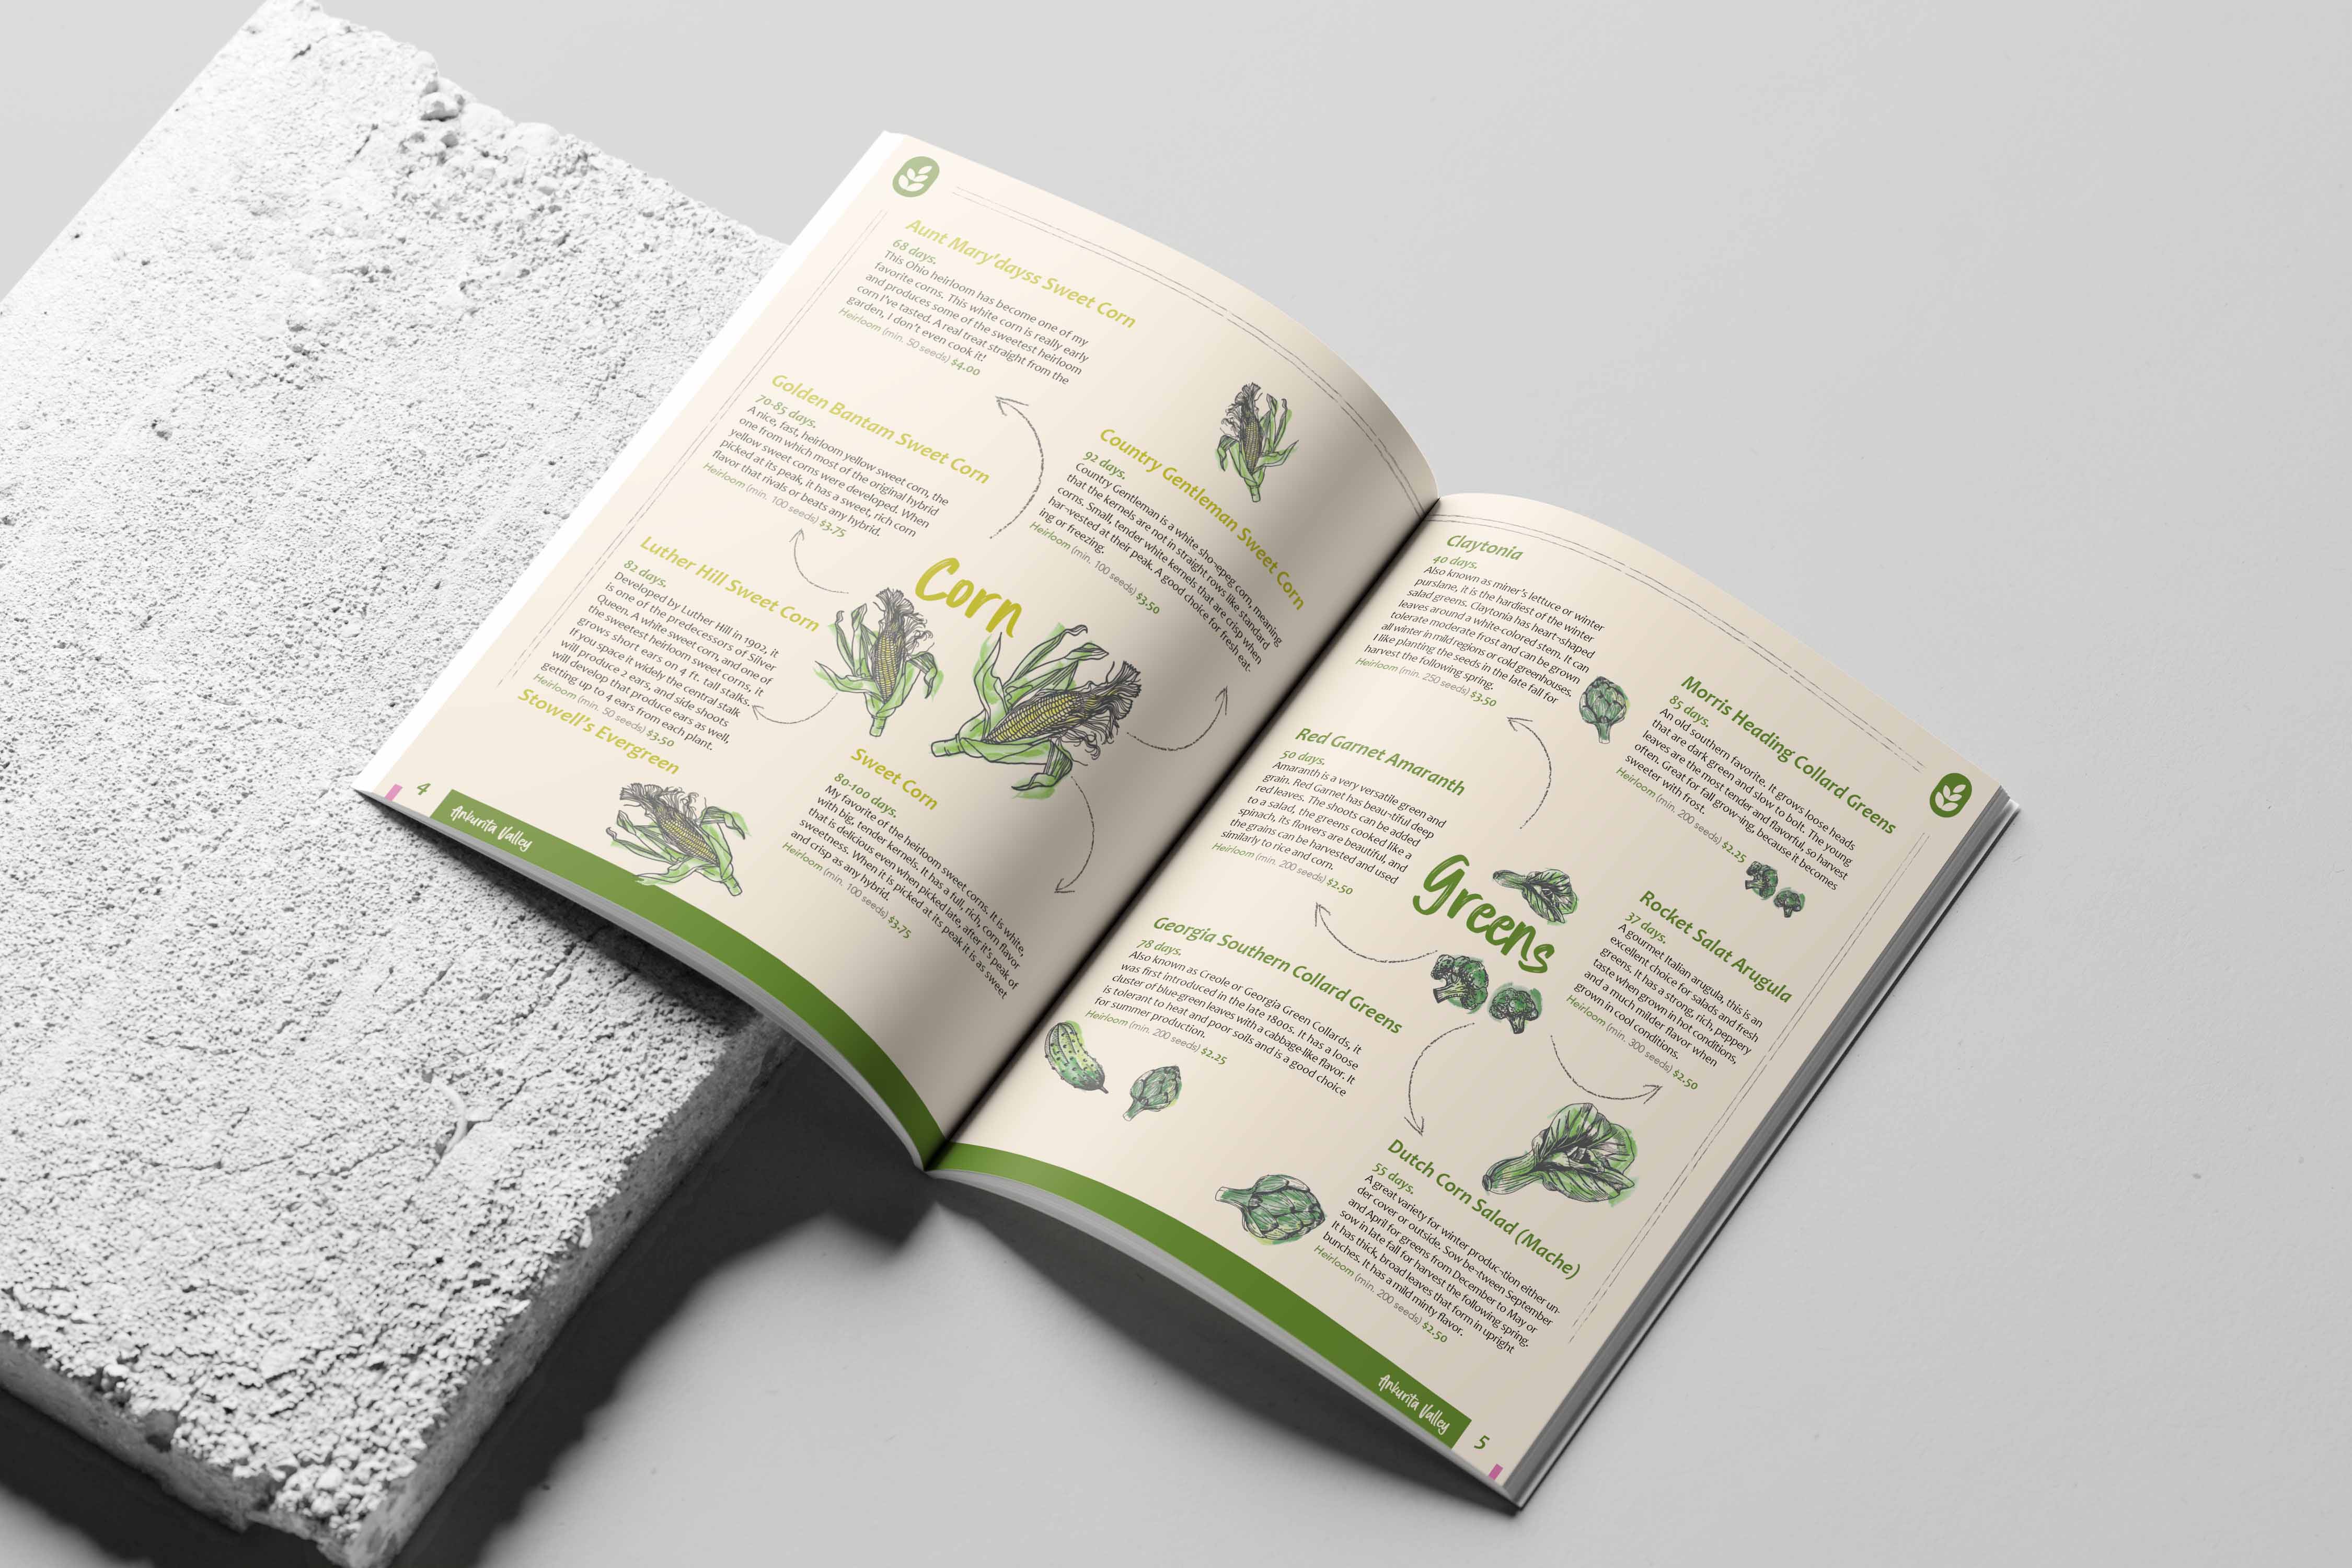 Aunt Mary'dayss Sweet Corn
68 days.
This Ohio heirloom has become one of my
favorite corns. This white corn is really early
and produces some of the sweetest heirloom
corn I've tasted. A real treat straight from the
garden, I don't even cook it!
Heirloom (min. 50 seeds) $4.00
Golden Bantam Sweet Corn
70-85 days.
A nice, fast, heirloom yellow sweet corn, the
one from which most of the original hybrid
yellow sweet corns were developed. When
picked at its peak, it has a sweet, rich corn
flavor that rivals or beats any hybrid.
Heirloom (min. 100 seeds) $3.75
Country Gentleman Sweet Corn
92 days.
Country Gentleman is a white sho¬epeg corn, meaning
that the kernels are not in straight rows like standard
corns. Small, tender white kernels that are crisp when
har¬vested at their peak. A good choice for fresh eat.
ing or freezing.
Heirloom (min. 100 seeds) $3.50
Luther Hill Sweet Corn
82 days.
Developed by Luther Hill in 1902, it
is one of the predecessors of Silver
Queen. A white sweet corn, and one of
the sweetest heirloom sweet corns, it
grows short ears on 4 ft. tall stalks.
If you space it widely the central stalk
will produce 2 ears, and side shoots
will develop that produce ears as well,
getting up to 4 ears from each plant.
Heirloom (min. 50 seeds) $3.50
Corn
Stowell's Evergreen
Sweet Corn
80-100 days.
My favorite of the heirloom sweet corns. It is white,
with big, tender kernels. It has a full, rich, corn flavor
that is delicious even when picked late, after it's peak of
sweetness. When it is picked at its peak it is as sweet
and crisp as any hybrid.
Heirloom (min. 100 seeds) $3.75
4
Ankurita Valley
Claytonia
40 days.
Also known as miner's lettuce or winter
purslane, it is the hardiest of the winter
salad greens. Claytonia has heart¬shaped
leaves around a white-colored stem. It can
tolerate moderate frost and can be grown
all winter in mild regions or cold greenhouses.
I like planting the seeds in the late fall for
harvest the following spring.
Heirloom (min. 250 seeds) $3.50
Morris Heading Collard Greens
85 days.
An old southern favorite. It grows loose heads
that are dark green and slow to bolt. The young
leaves are the most tender and flavorful, so harvest
often. Great for fall grow¬ing, because it becomes
sweeter with frost.
Heirloom (min. 200 seeds) $2.25
Red Garnet Amaranth
50 days.
Amaranth is a very versatile green and
grain. Red Garnet has beau¬tiful deep
red leaves. The shoots can be added
to a salad, the greens cooked like a
spinach, its flowers are beautiful, and
the grains can be harvested and used
similarly to rice and corn.
Heirloom (min. 200 seeds) $2.50
Greens
Rocket Salat Arugula
37 days.
A gourmet Italian arugula, this is an
excellent choice for salads and fresh
greens. It has a strong, rich, peppery
taste when grown in hot conditions,
and a much milder flavor when
grown in cool conditions.
Heirloom (min. 300 seeds) $2.50
Georgia Southern Collard Greens
78 days.
Also known as Creole or Georgia Green Collards, it
was first introduced in the late 1800s. It has a loose
cluster of blue green leaves with a cabbage-like flavor. It
is tolerant to heat and poor soils and is a good choice
for summer production.
Heirloom (min. 200 seeds) $2.25
Dutch Corn Salad (Mache)
55 days.
A great variety for winter produc¬tion either un-
der cover or outside. Sow be¬tween September
and April for greens from December to May or
sow in late fall for harvest the following spring.
It has thick, broad leaves that form in upright
bunches. It has a mild minty flavor.
Heirloom (min. 200 seeds) $2.50
Ankurita Valley
5